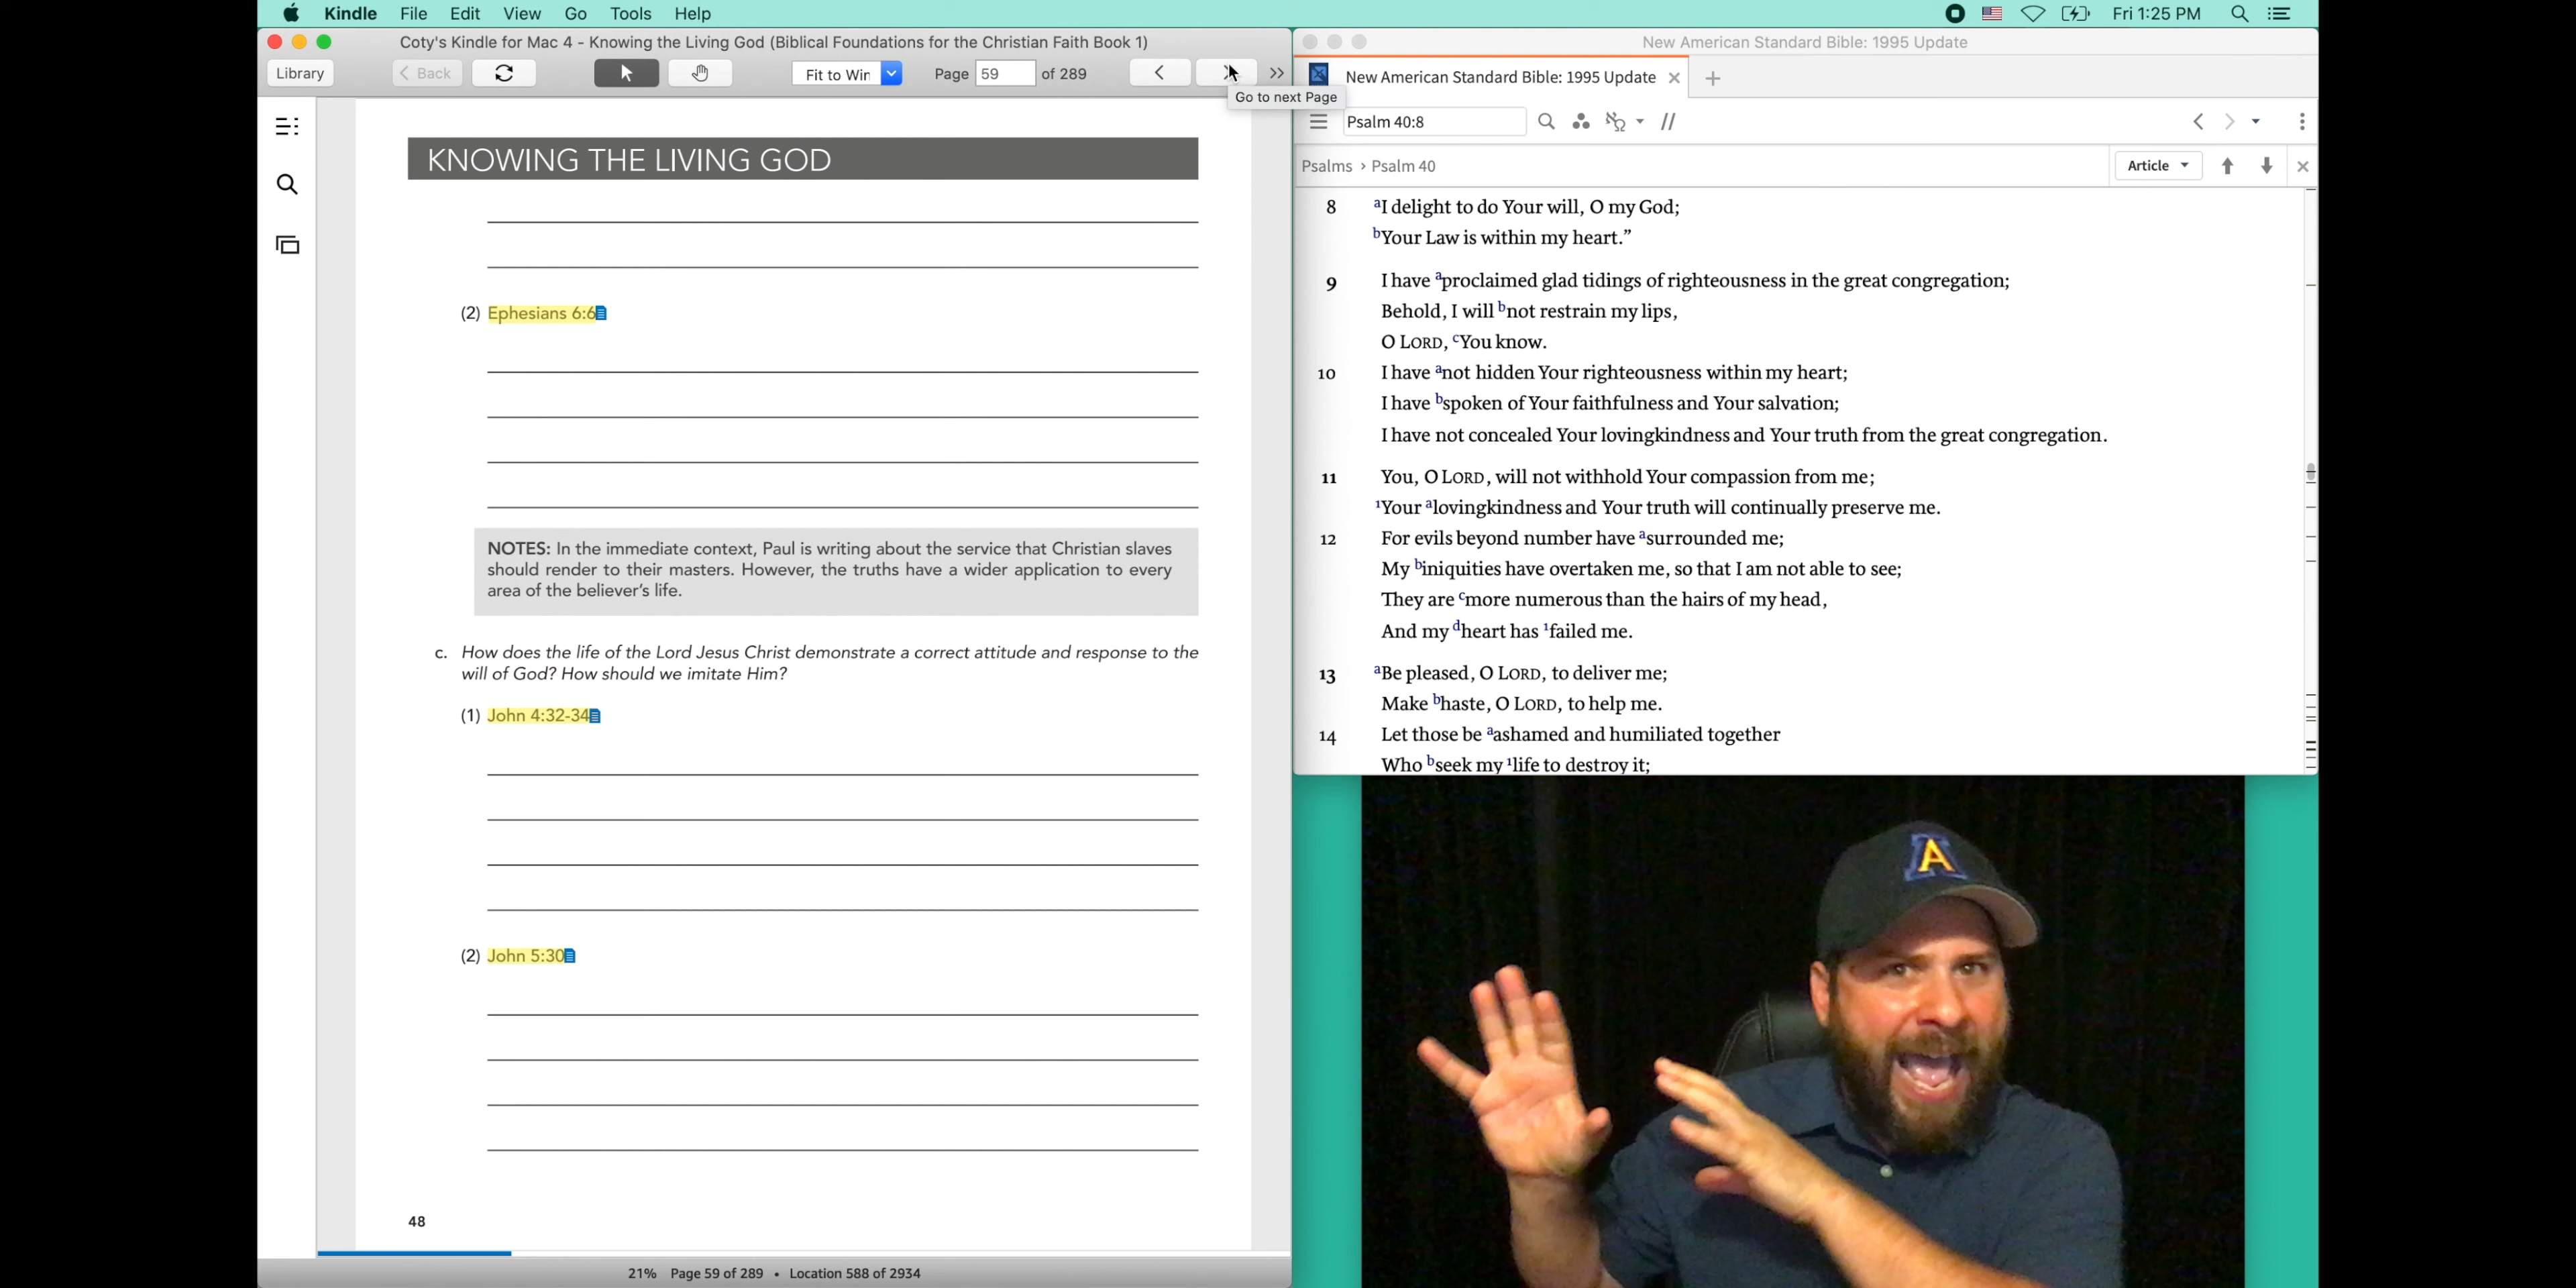 Kindle File Edit View Go Tools Help
Fri 1:25 PM
Coty's Kindle for Mac 4 - Knowing the Living God (Biblical Foundations for the Christian Faith Book 1)
Library
Back
Fit to Win
Page 59 of 289
Go to next Page
KNOWING THE LIVING GOD
(2) Ephesians 6:6
NOTES: In the immediate context, Paul is writing about the service that Christian slaves
should render to their masters. However, the truths have a wider application to every
area of the believer's life.
c. How does the life of the Lord Jesus Christ demonstrate a correct attitude and response to the
will of God? How should we imitate Him?
(1) John 4:32-34
(2) John 5:30
48
21% Page 59 of 289 • Location 588 of 2934
New American Standard Bible: 1995 Update
New American Standard Bible: 1995 Update
Psalm 40:8
Psalms › Psalm 40
Article
8 aI delight to do Your will, O my God;
bYour Law is within my heart.”
9 I have aproclaimed glad tidings of righteousness in the great congregation;
Behold, I will bnot restrain my lips,
O LORD, cYou know.
10 I have anot hidden Your righteousness within my heart;
I have bspoken of Your faithfulness and Your salvation;
I have not concealed Your lovingkindness and Your truth from the great congregation.
11 You, O LORD, will not withhold Your compassion from me;
1Your alovingkindness and Your truth will continually preserve me.
12 For evils beyond number have asurrounded me;
My biniquities have overtaken me, so that I am not able to see;
They are cmore numerous than the hairs of my head,
And my dheart has 1failed me.
13 aBe pleased, O LORD, to deliver me;
Make bhaste, O LORD, to help me.
14 Let those be aashamed and humiliated together
Who bseek my 1life to destroy it;
A